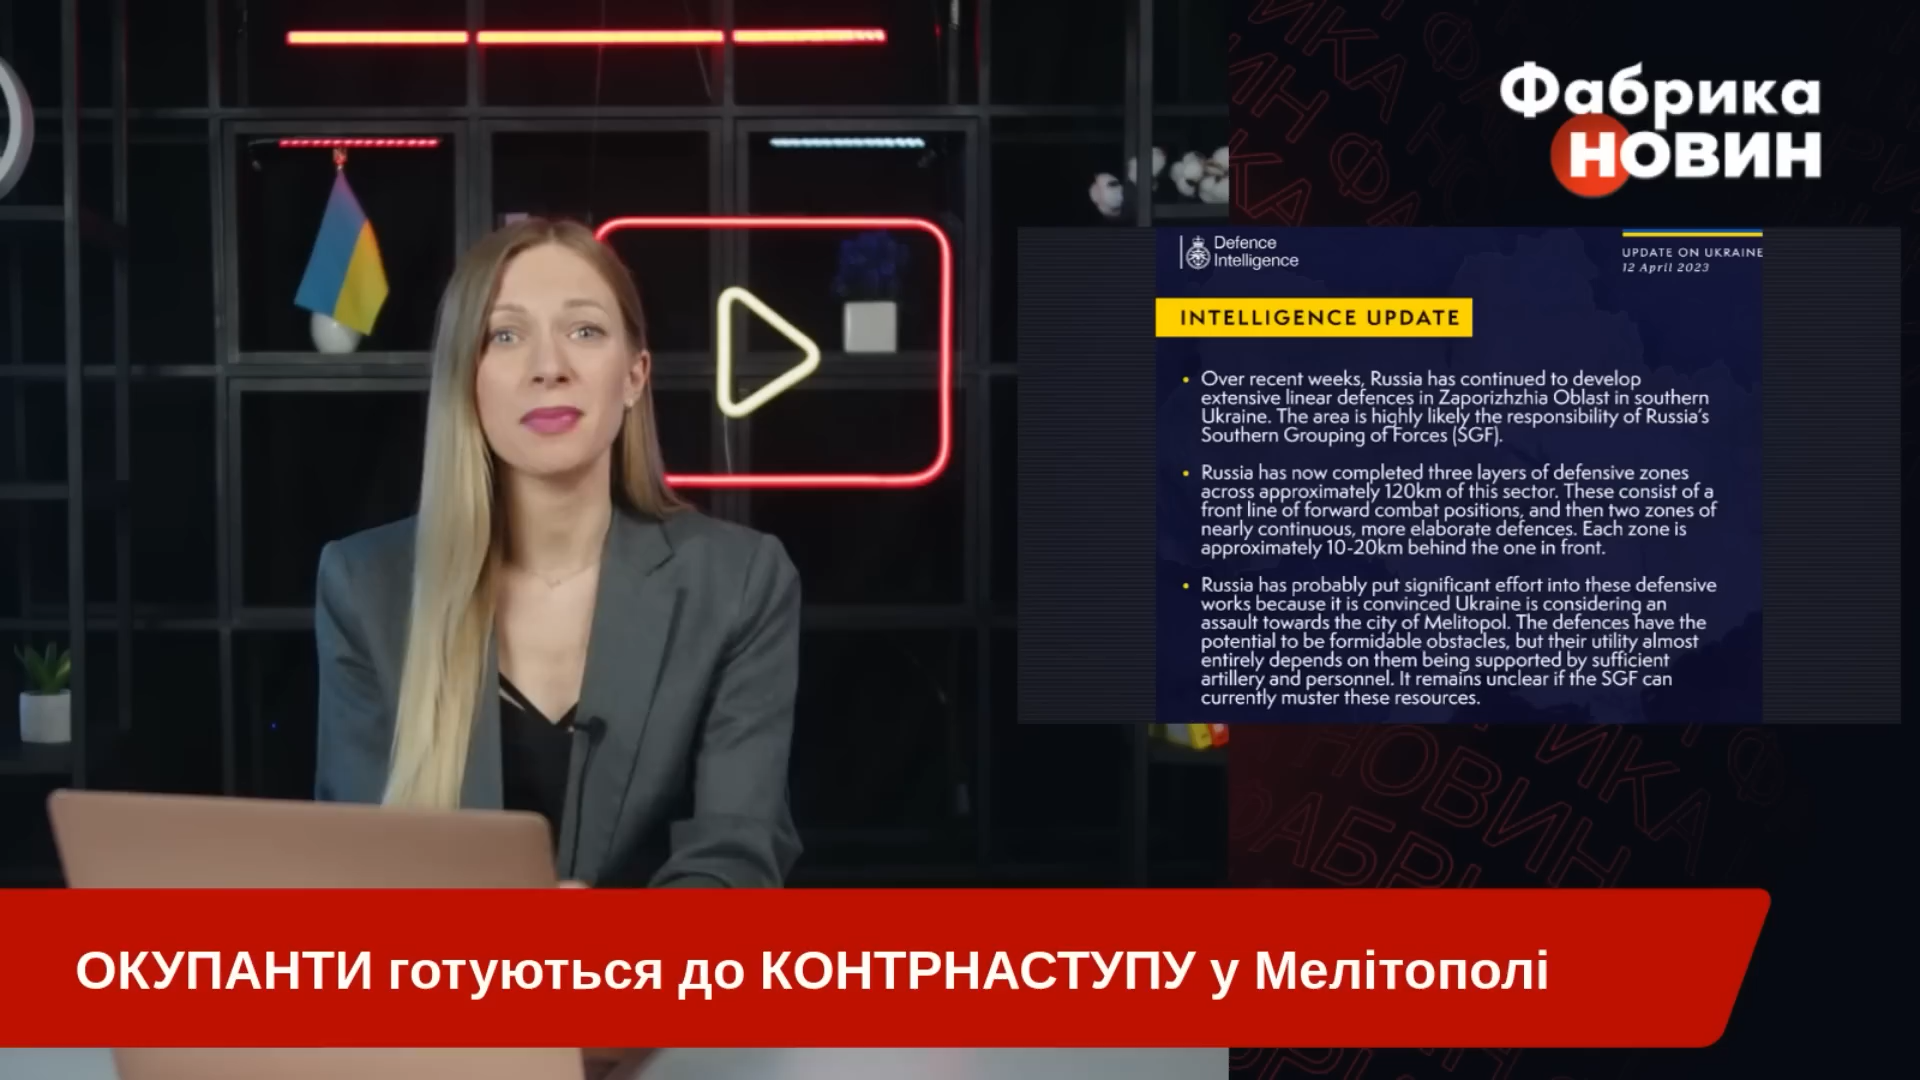 Фабрика
НОВИН
Defence
Intelligence
UPDATE ON UKRAINE
12 April 2023
INTELLIGENCE UPDATE
• Over recent weeks, Russia has continued to develop
extensive linear defences in Zaporizhzhia Oblast in southern
Ukraine. The area is highly likely the responsibility of Russia's
Southern Grouping of Forces (SGF).
• Russia has now completed three layers of defensive zones
across approximately 120km of this sector. These consist of a
front line of forward combat positions, and then two zones of
nearly continuous, more elaborate defences. Each zone is
approximately 10-20km behind the one in front.
• Russia has probably put significant effort into these defensive
works because it is convinced Ukraine is considering an
assault towards the city of Melitopol. The defences have the
potential to be formidable obstacles, but their utility almost
entirely depends on them being supported by sufficient
artillery and personnel. It remains unclear if the SGF can
currently muster these resources.
ОКУПАНТИ готуються до КОНТРНАСТУПУ у Мелітополі